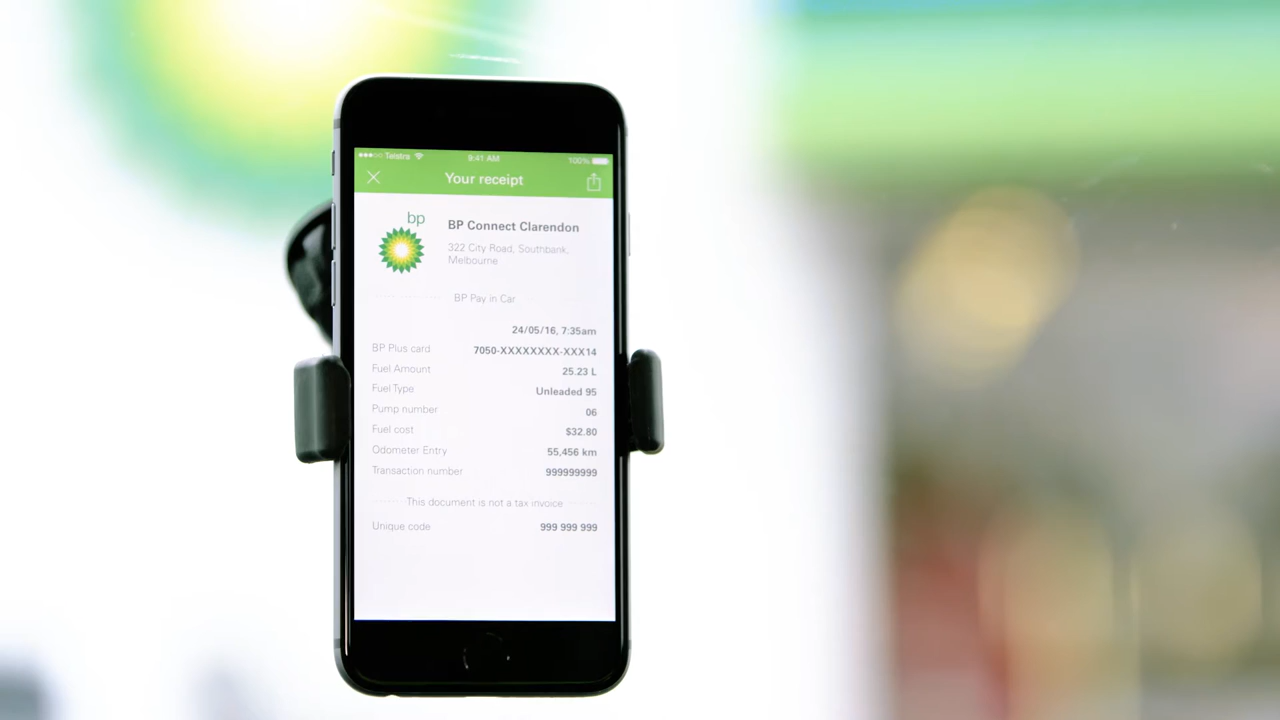 Telstra 9:41 AM 100%
Your receipt
bp
BP Connect Clarendon
322 City Road, Southbank,
Melbourne
BP Pay in Car
24/05/16, 7:35am
BP Plus card 7050-XXXXXXXX-XXX14
Fuel Amount 25.23 L
Fuel Type Unleaded 95
Pump number 06
Fuel cost $32.80
Odometer Entry 55,456 km
Transaction number 999999999
This document is not a tax invoice
Unique code 999 999 999